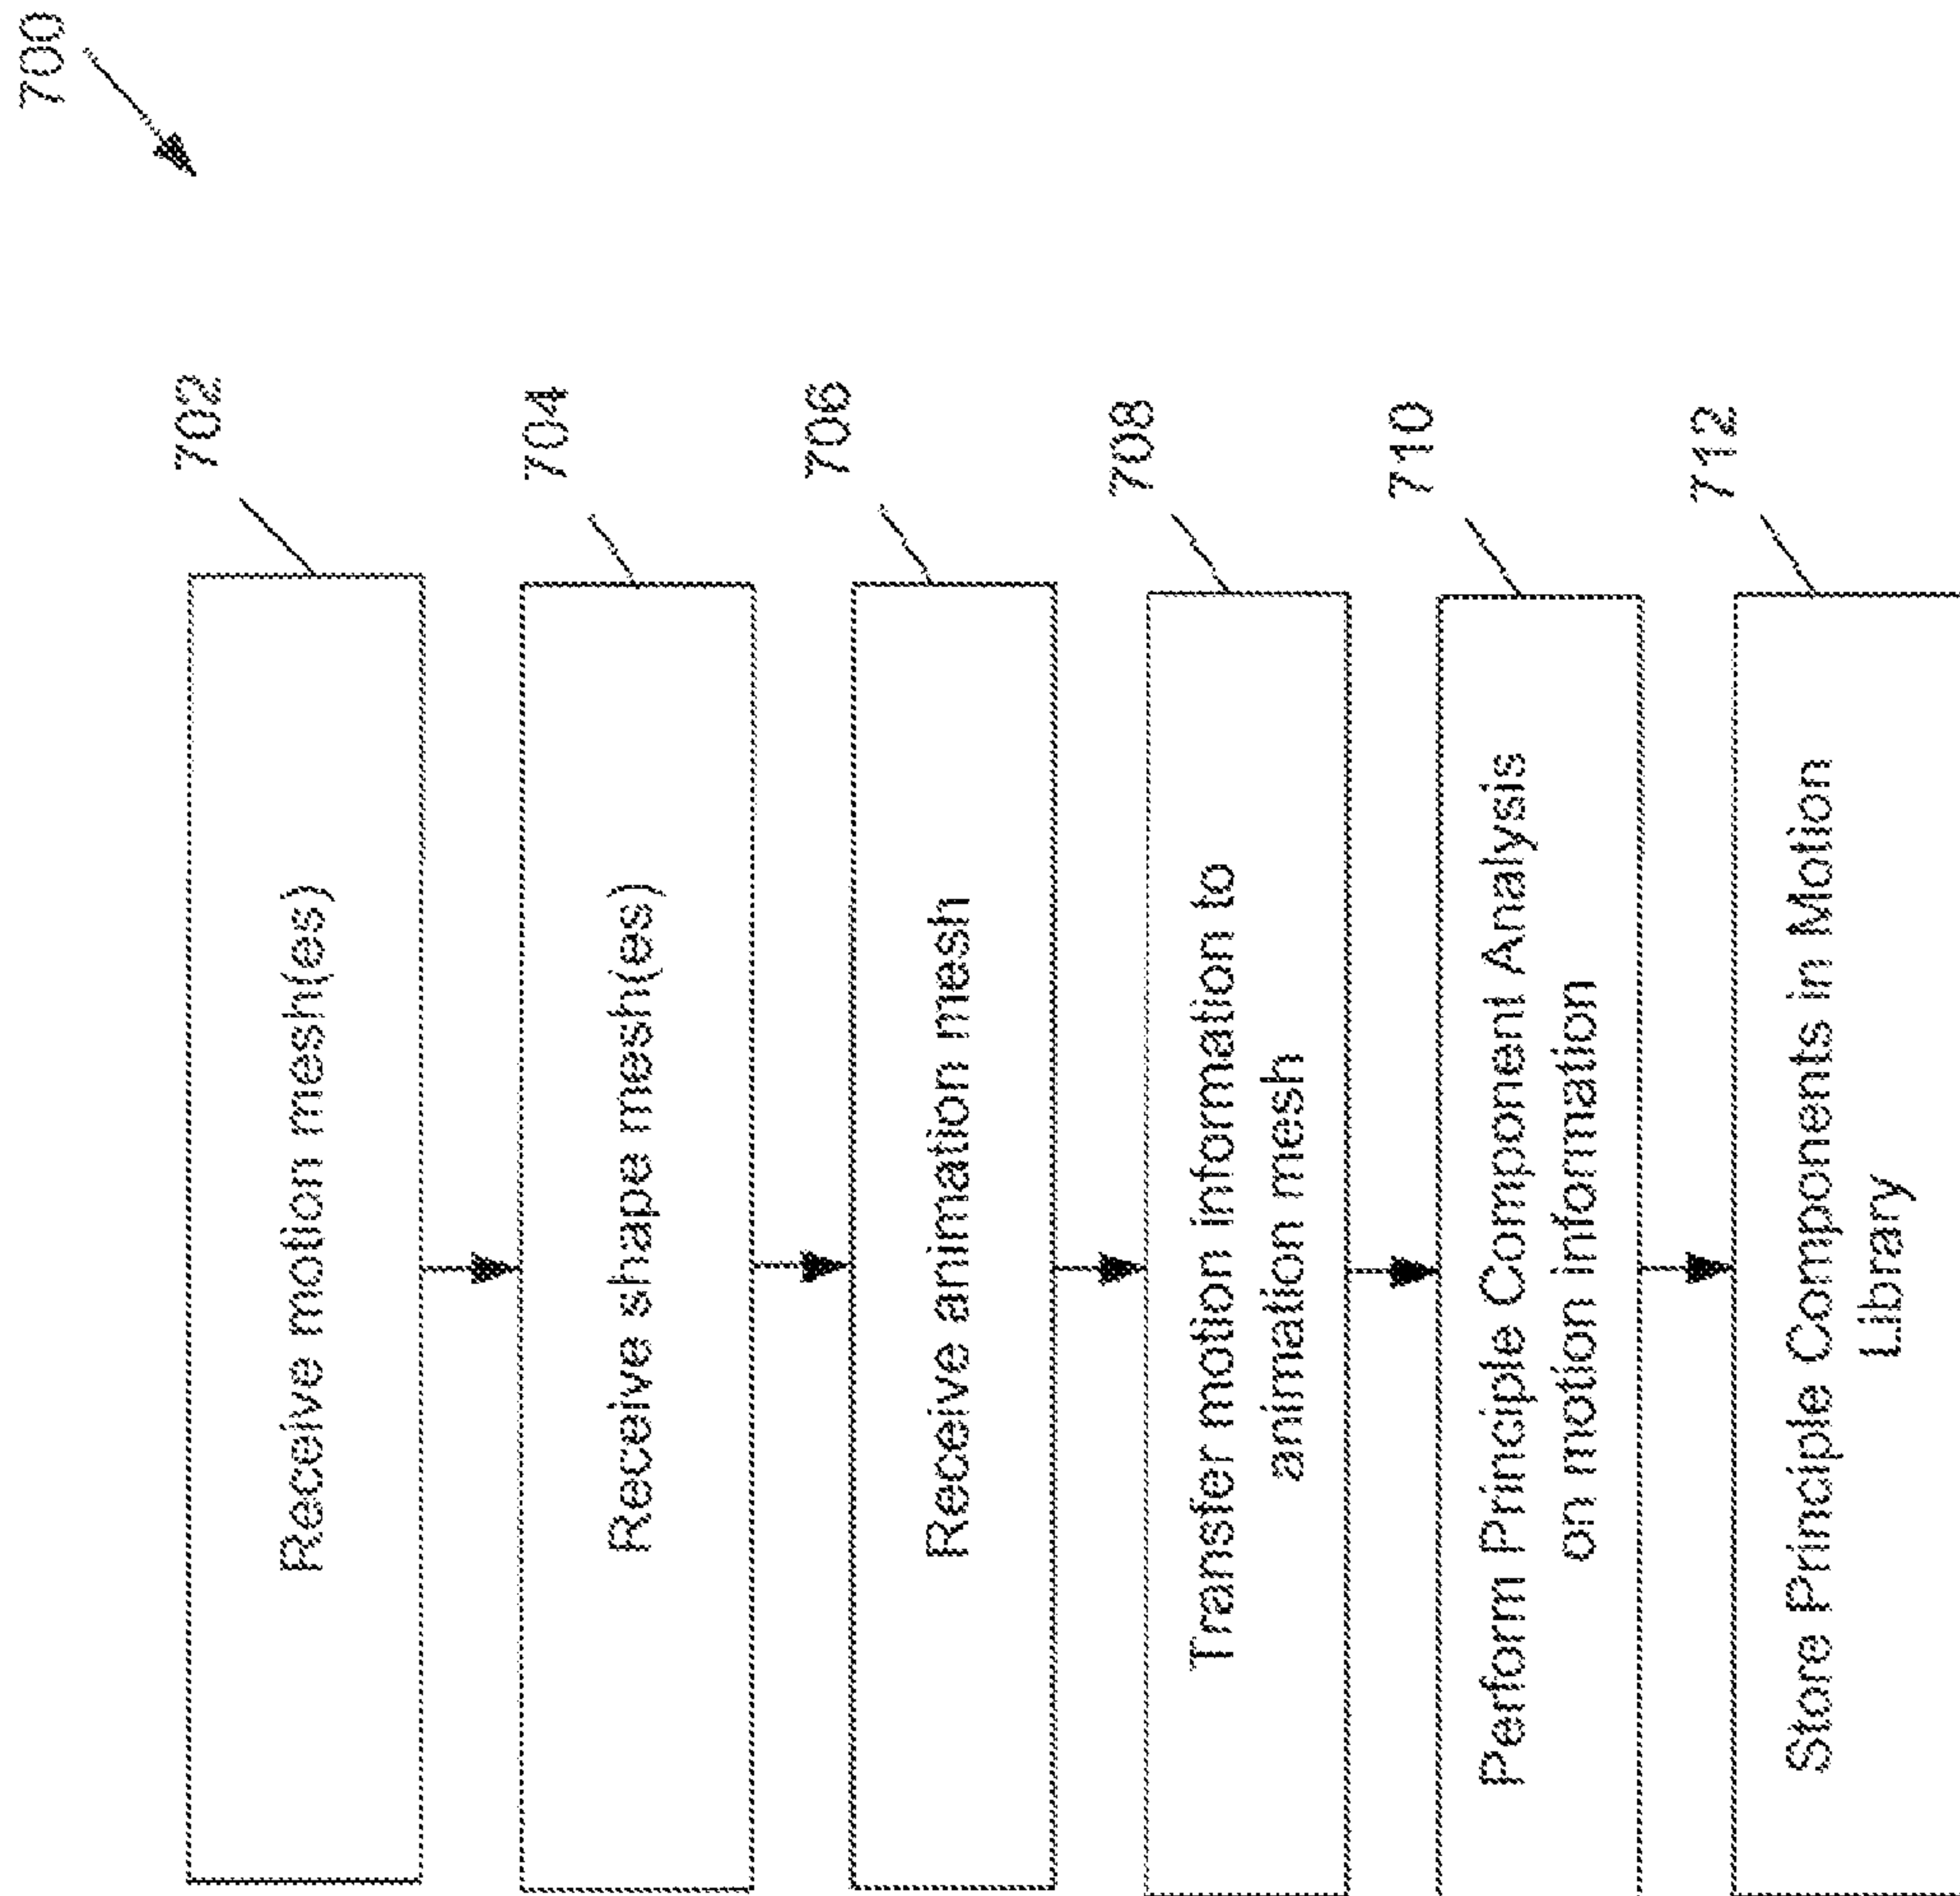 700
702
Receive motion mesh(es)
704
Receive shape mesh(es)
706
Receive animation mesh
708
Transfer motion information to
animation mesh
710
Perform Principle Component Analysis
on motion information
712
Store Principle Components in Motion
Library